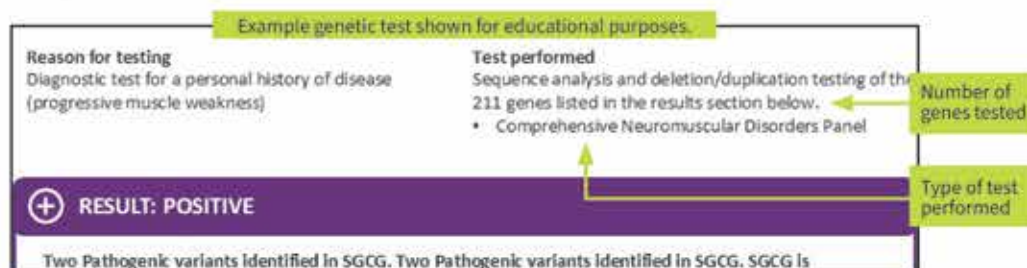 Example genetic test shown for educational purposes.
Reason for testing
Diagnostic test for a personal history of disease
(progressive muscle weakness)
Test performed
Sequence analysis and deletion/duplication testing of the
211 genes listed in the results section below.
• Comprehensive Neuromuscular Disorders Panel
Number of
genes tested
Type of test
performed
RESULT: POSITIVE
Two Pathogenic variants identified in SGCG. Two Pathogenic variants identified in SGCG. SGCG is